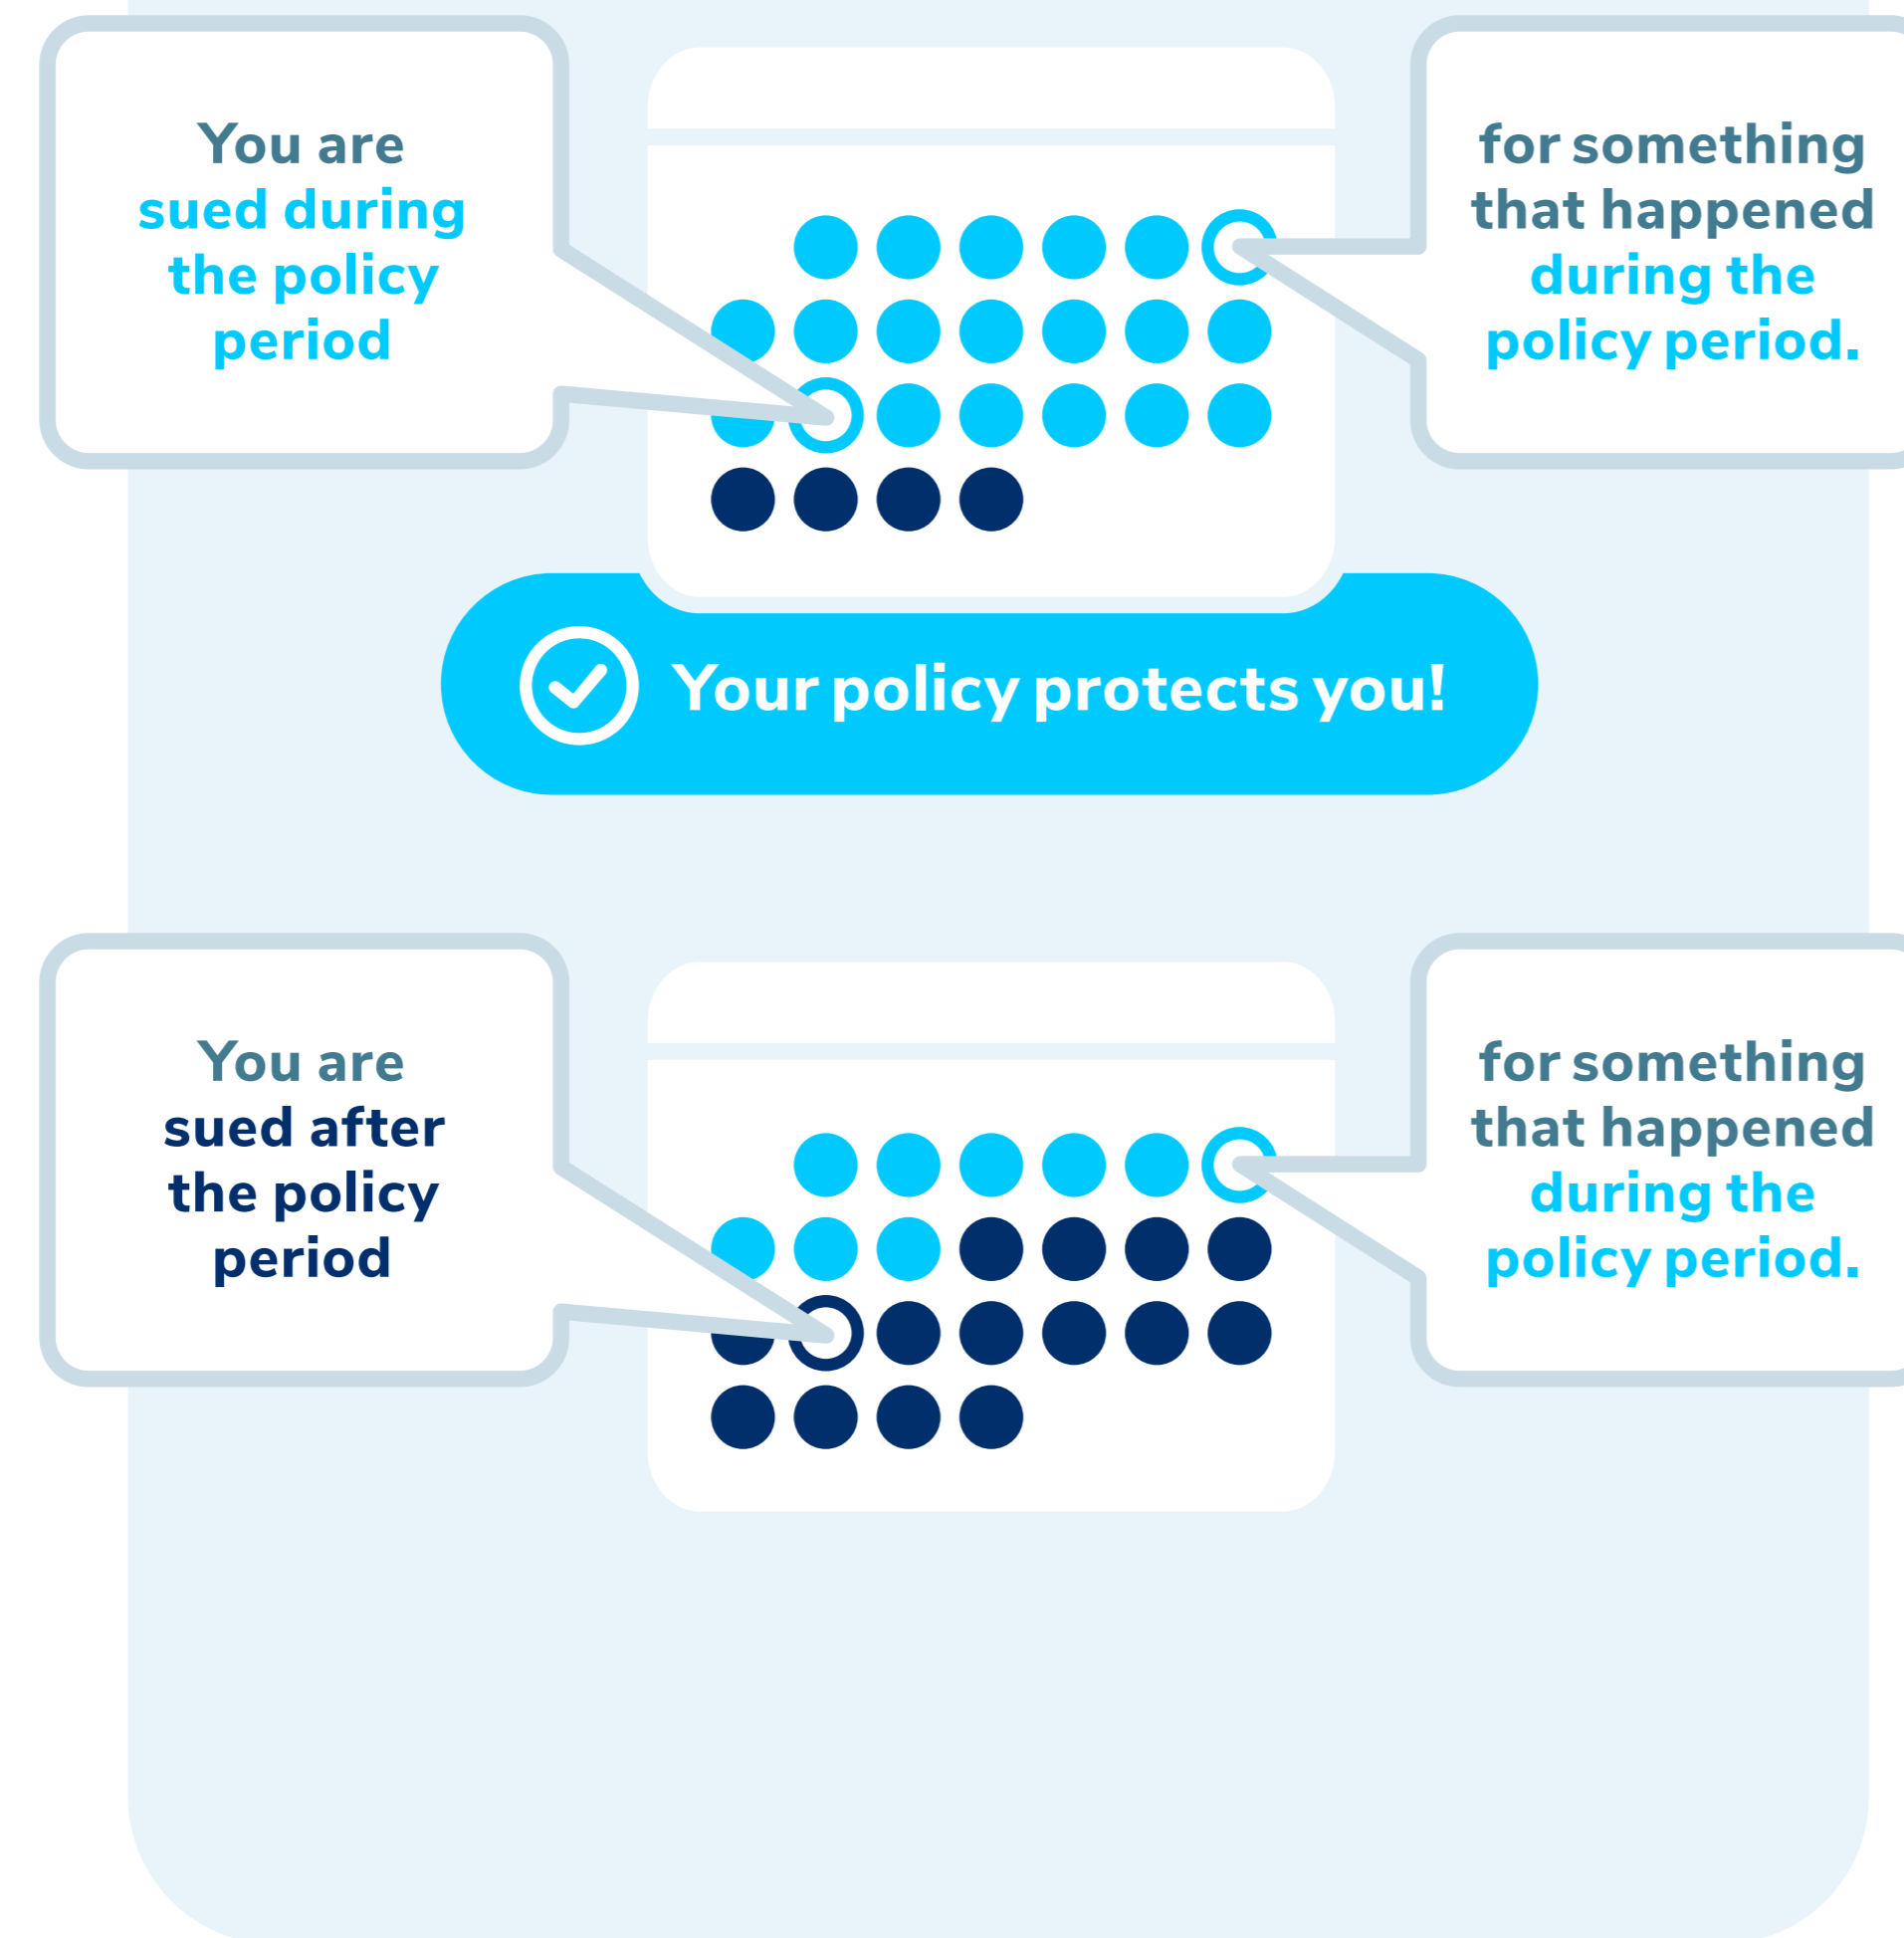 You are
sued during
the policy
period
for something
that happened
during the
policy period.
Your policy protects you!
You are
sued after
the policy
period
for something
that happened
during the
policy period.